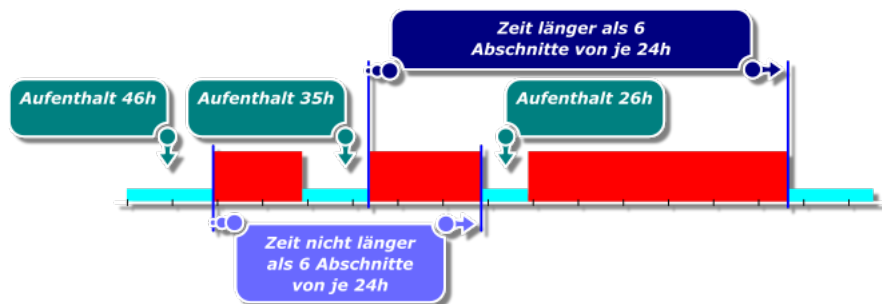 Zeit länger als 6
Abschnitte von je 24h
Aufenthalt 46h
Aufenthalt 35h
Aufenthalt 26h
Zeit nicht länger
als 6 Abschnitte
von je 24h